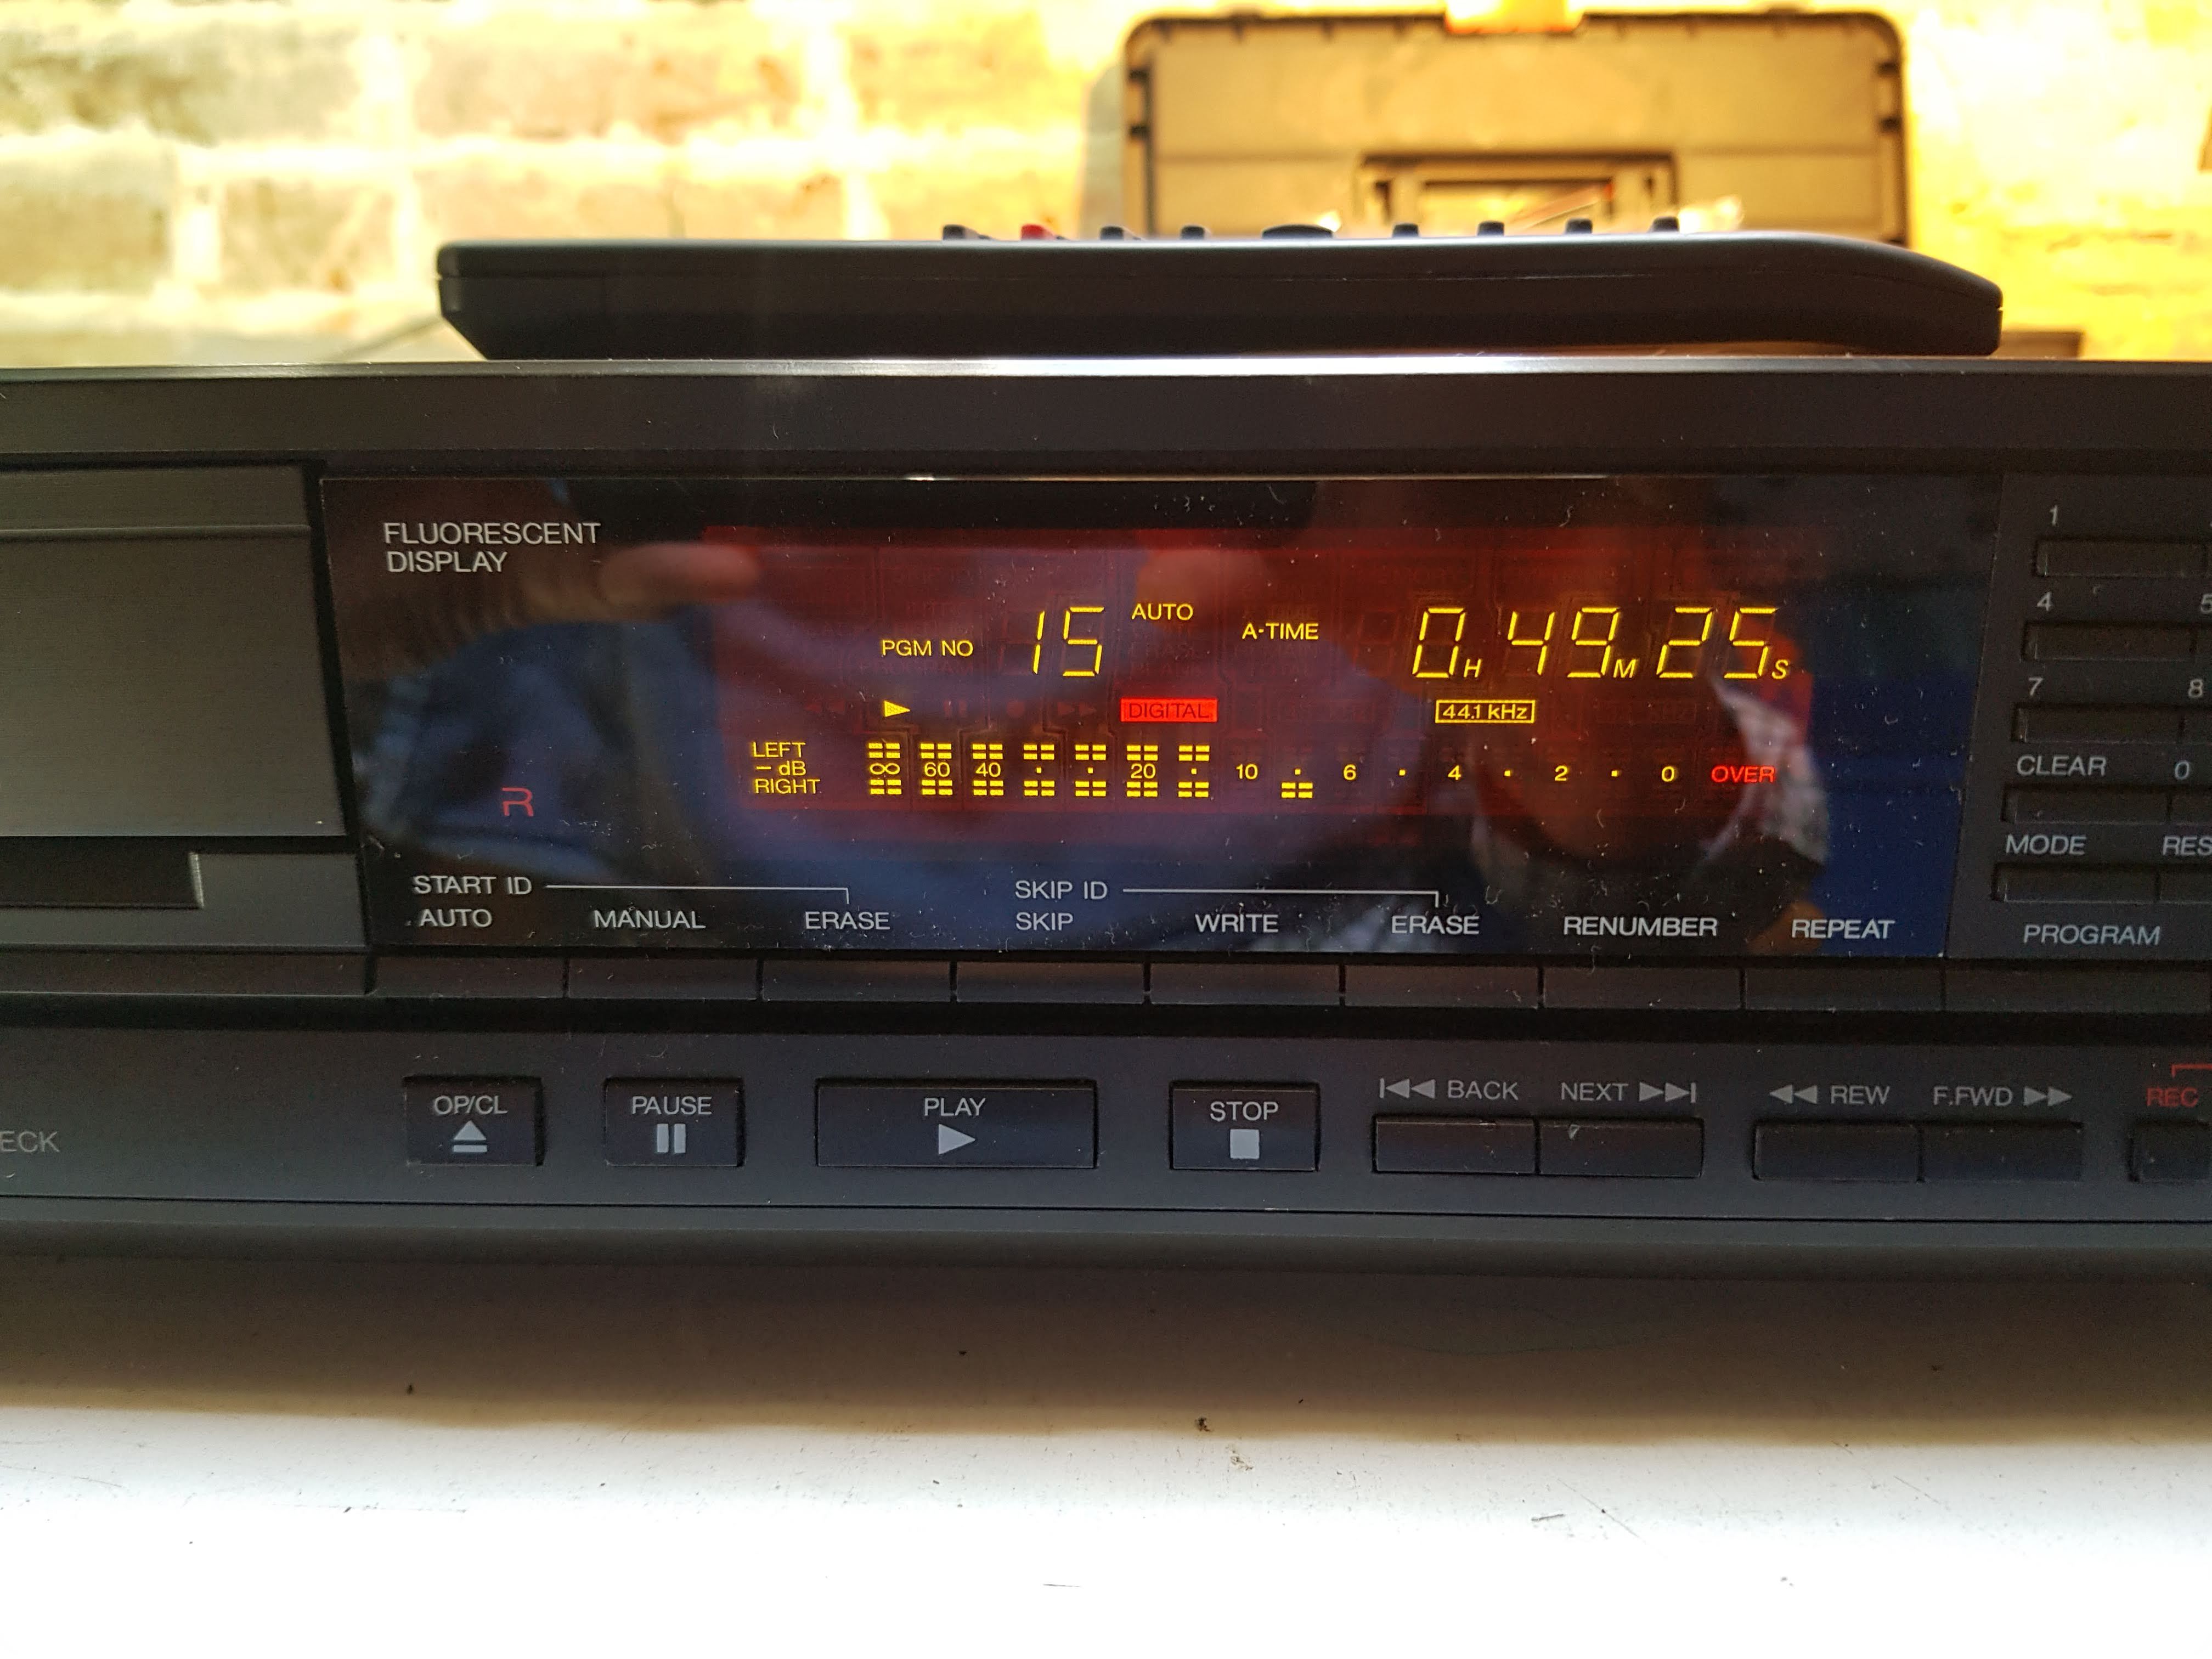 FLUORESCENT
DISPLAY
PGM NO 15 AUTO A-TIME 0H 49M 25S
DIGITAL 44.1 kHz
LEFT
- dB ∞ 60 40 · · 20 · 10 · 6 · 4 · 2 · 0 OVER
RIGHT
R
START ID SKIP ID
AUTO MANUAL ERASE SKIP WRITE ERASE RENUMBER REPEAT
1
4 5
7 8
CLEAR 0
MODE RES
PROGRAM
ECK
OP/CL PAUSE PLAY STOP BACK NEXT REW F.FWD REC